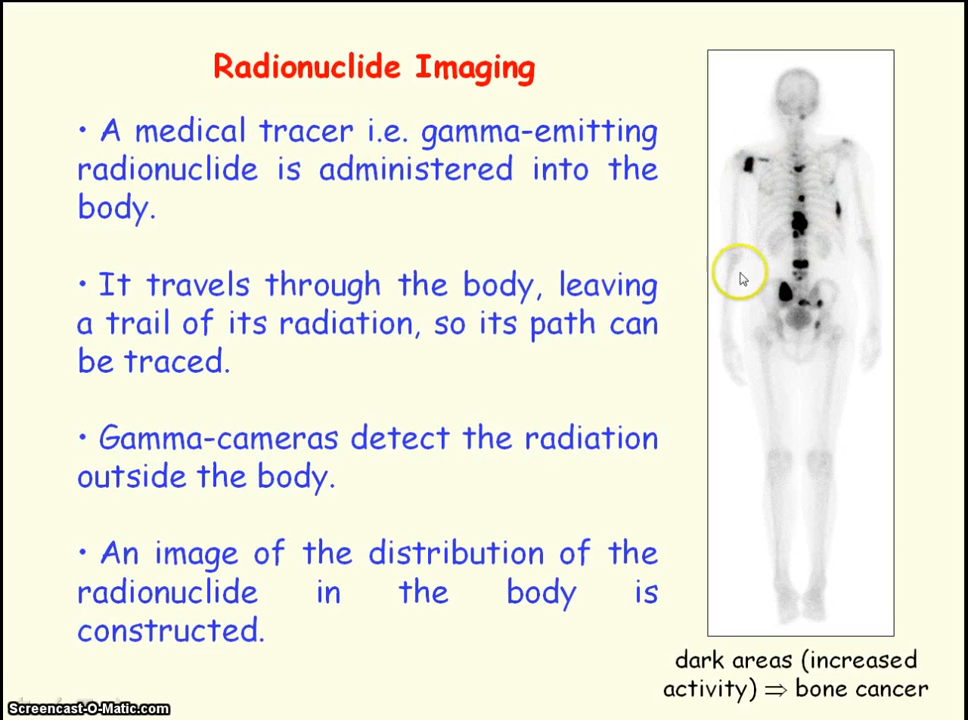 Radionuclide Imaging
• A medical tracer i.e. gamma-emitting
radionuclide is administered into the
body.
• It travels through the body, leaving
a trail of its radiation, so its path can
be traced.
• Gamma-cameras detect the radiation
outside the body.
• An image of the distribution of the
radionuclide in the body is
constructed.
dark areas (increased
activity) ⇒ bone cancer
Screencast-O-Matic.com